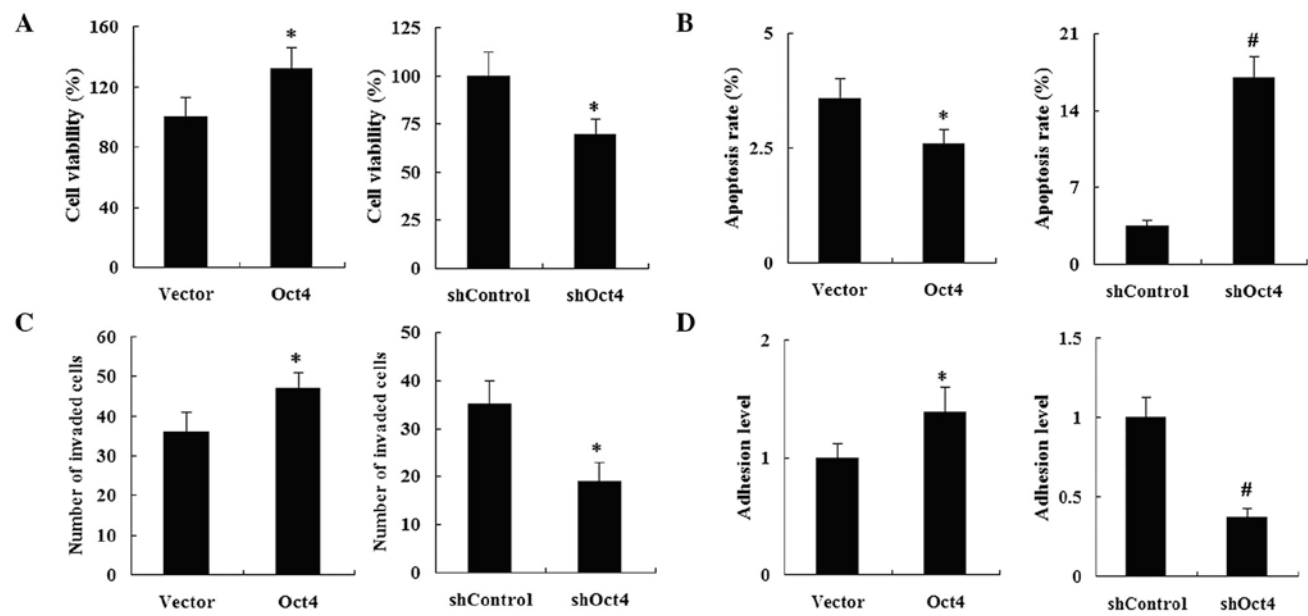 A
Cell viability (%)
160
120
80
40
0
*
Vector Oct4
Cell viability (%)
125
100
75
50
25
0
*
shControl shOct4
B
Apoptosis rate (%)
5
2.5
0
*
Vector Oct4
Apoptosis rate (%)
21
14
7
0
#
shControl shOct4
C
Number of invaded cells
60
50
40
30
20
10
0
*
Vector Oct4
Number of invaded cells
50
40
30
20
10
0
*
shControl shOct4
D
Adhesion level
2
1
0
*
Vector Oct4
Adhesion level
1.5
1
0.5
0
#
shControl shOct4